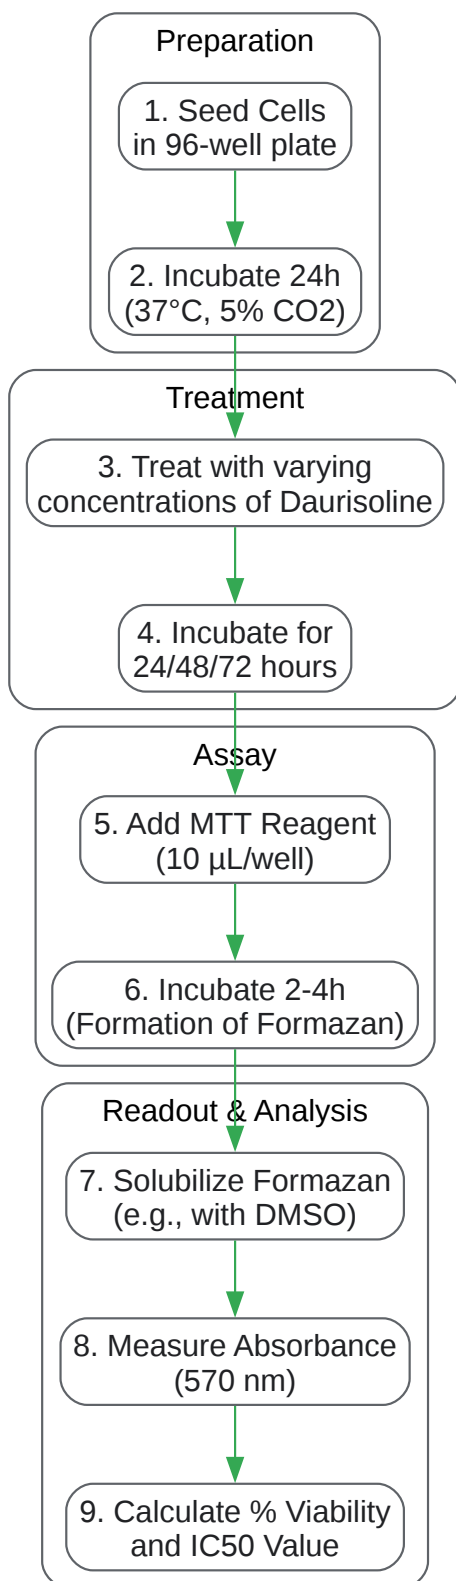 Preparation
1. Seed Cells
in 96-well plate
2. Incubate 24h
(37°C, 5% CO2)
Treatment
3. Treat with varying
concentrations of Daurisoline
4. Incubate for
24/48/72 hours
Assay
5. Add MTT Reagent
(10 µL/well)
6. Incubate 2-4h
(Formation of Formazan)
Readout & Analysis
7. Solubilize Formazan
(e.g., with DMSO)
8. Measure Absorbance
(570 nm)
9. Calculate % Viability
and IC50 Value